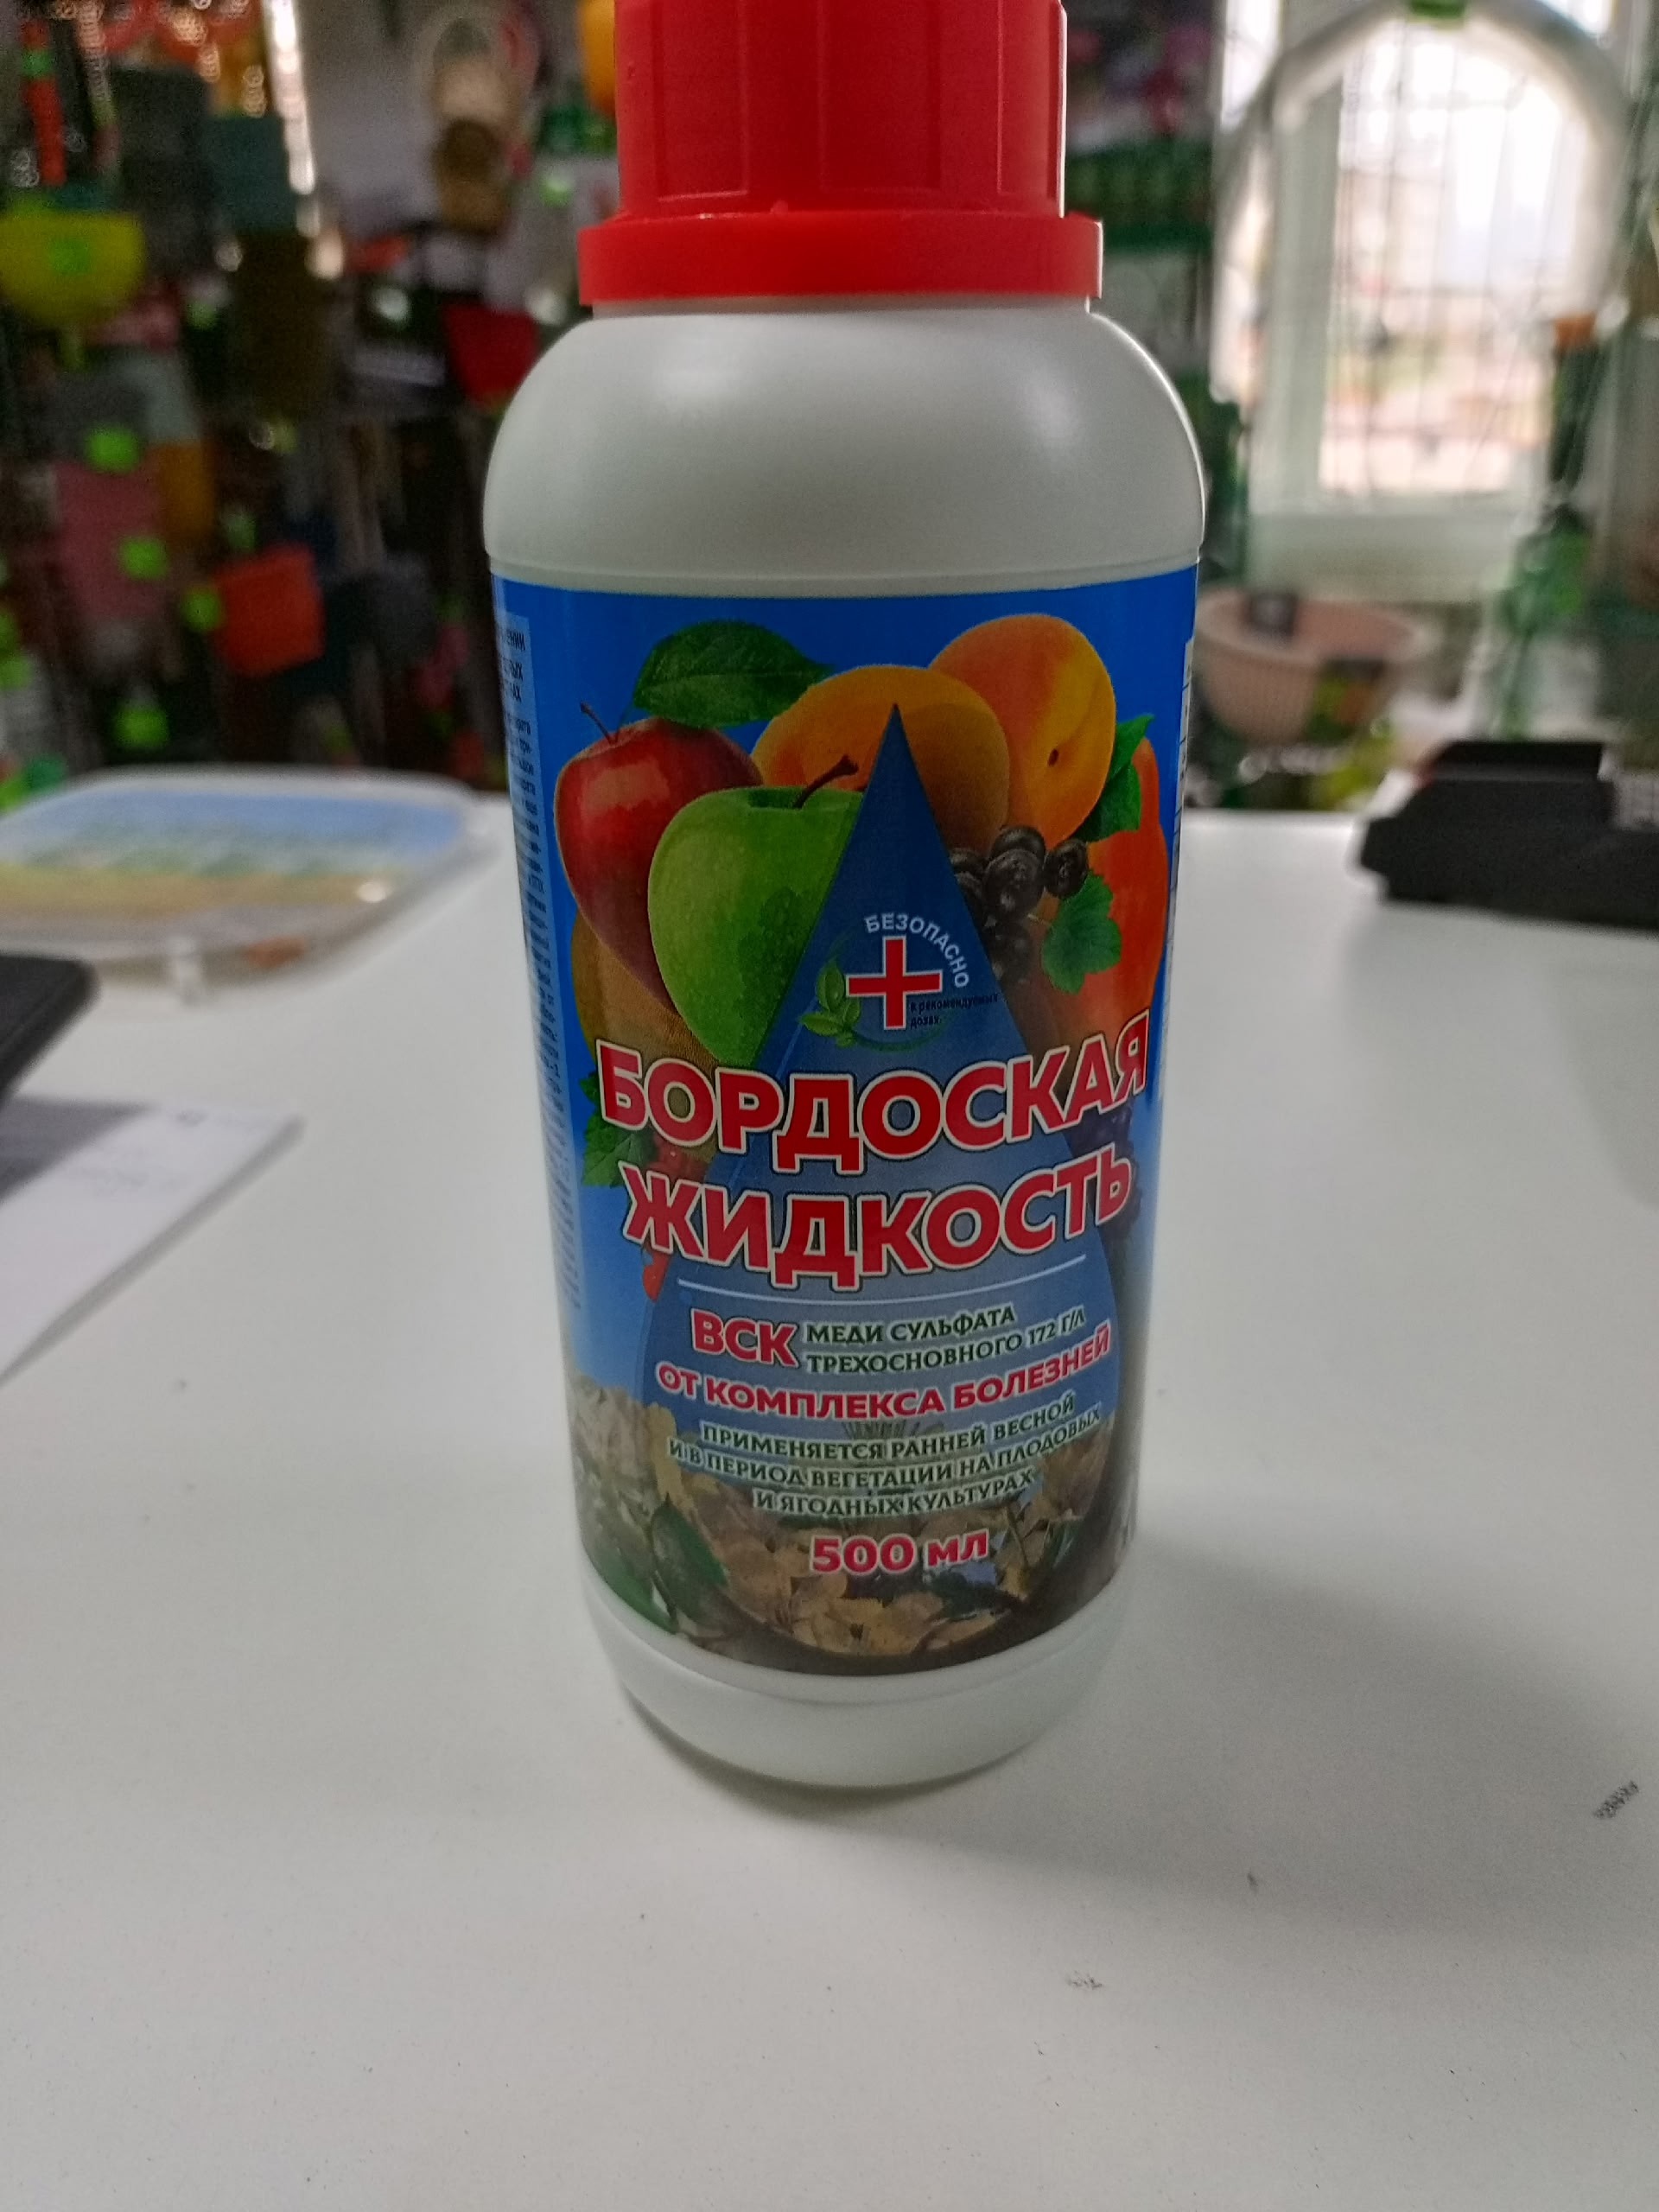 БЕЗОПАСНО
в рекомендуемых
дозах
БОРДОСКАЯ
ЖИДКОСТЬ
ВСК МЕДИ СУЛЬФАТА
ТРЕХОСНОВНОГО 172 Г/Л
ОТ КОМПЛЕКСА БОЛЕЗНЕЙ
ПРИМЕНЯЕТСЯ РАННЕЙ ВЕСНОЙ
И В ПЕРИОД ВЕГЕТАЦИИ НА ПЛОДОВЫХ
И ЯГОДНЫХ КУЛЬТУРАХ
500 мл